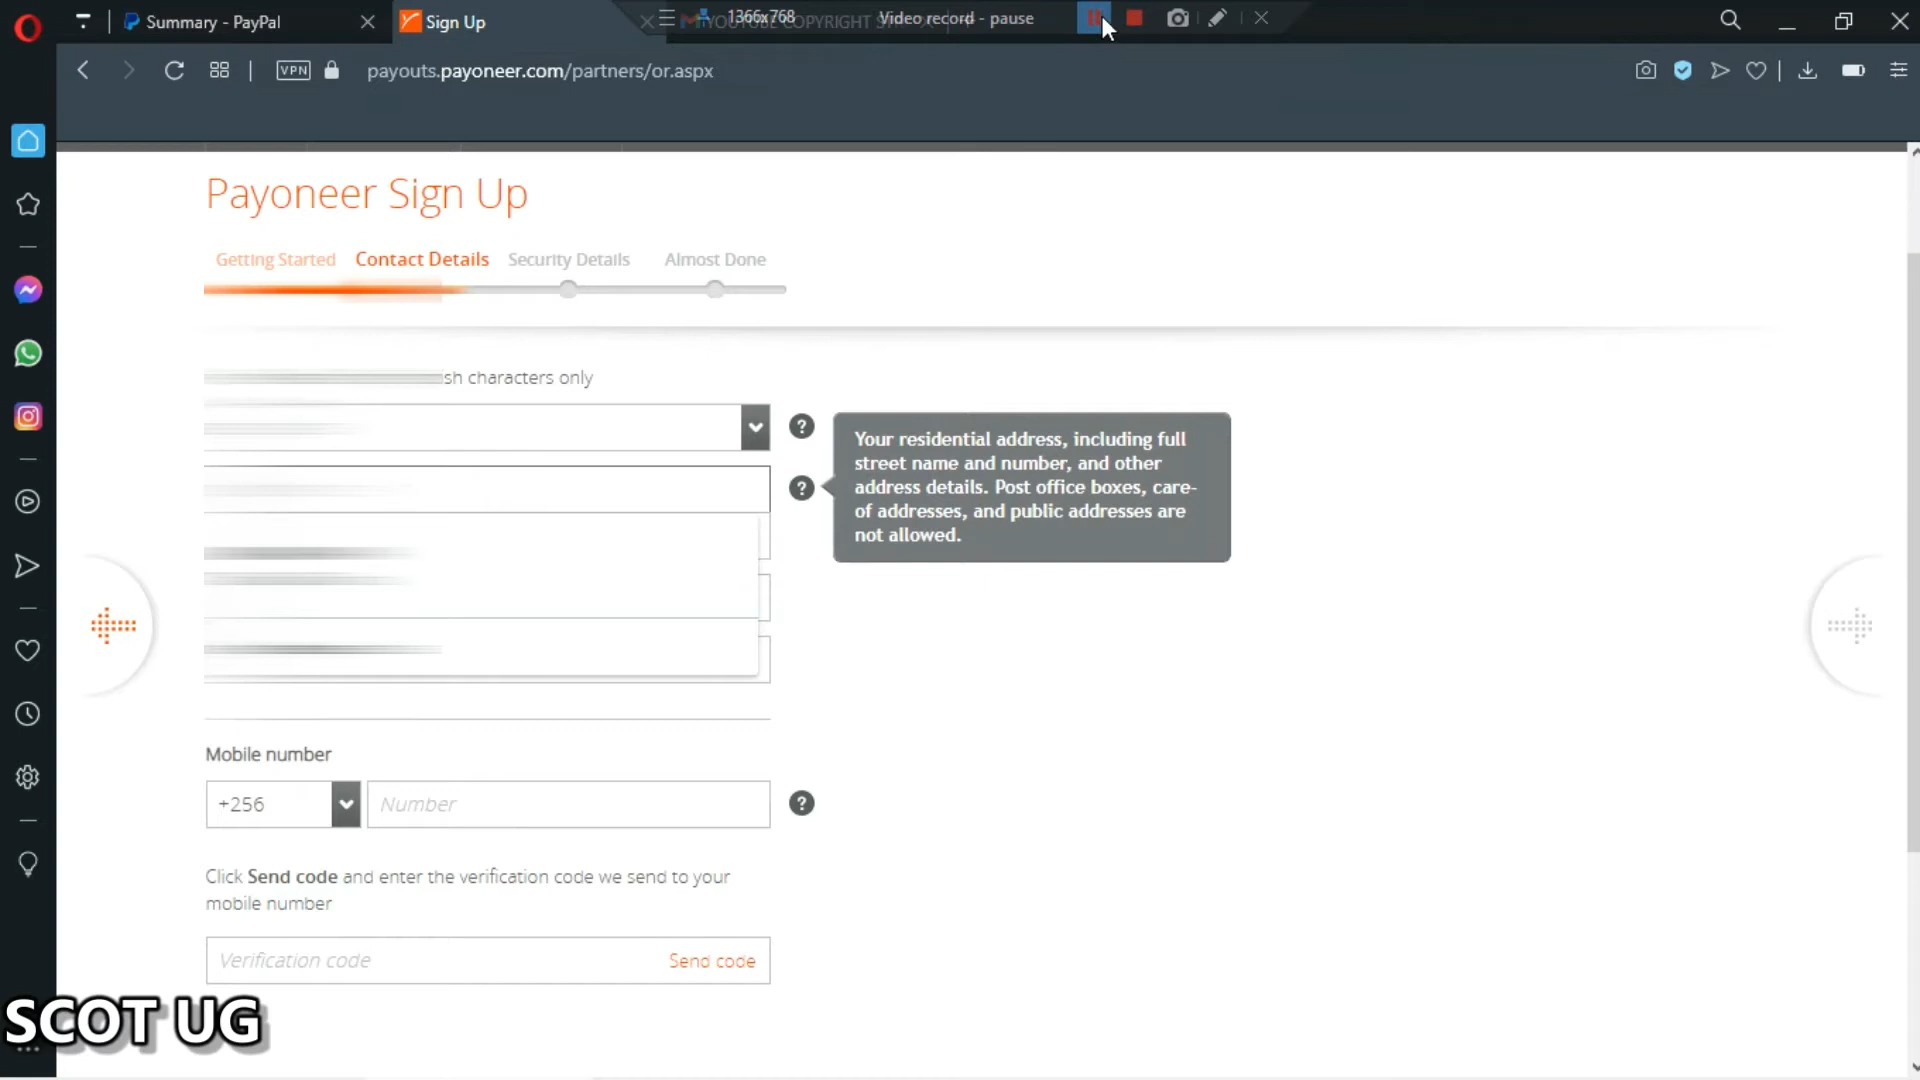 Summary - PayPal
Sign Up
1366x768
Video record - pause
VPN
payouts.payoneer.com/partners/or.aspx
Payoneer Sign Up
Getting Started
Contact Details
Security Details
Almost Done
sh characters only
Your residential address, including full
street name and number, and other
address details. Post office boxes, care-
of addresses, and public addresses are
not allowed.
Mobile number
+256
Number
Click Send code and enter the verification code we send to your
mobile number
Verification code
Send code
SCOT UG